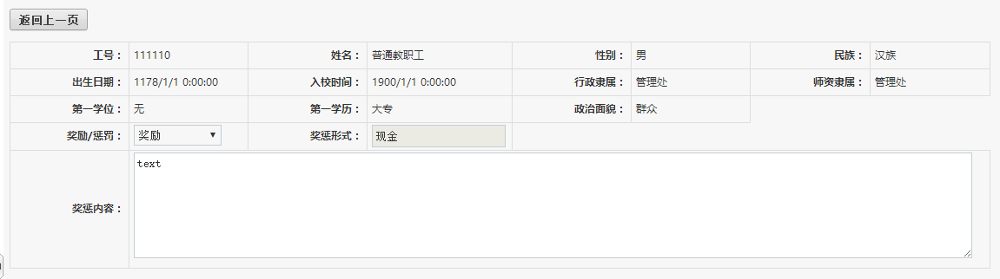 返回上一页
工号： 111110 姓名： 普通教职工 性别： 男 民族： 汉族
出生日期： 1178/1/1 0:00:00 入校时间： 1900/1/1 0:00:00 行政隶属： 管理处 师资隶属： 管理处
第一学位： 无 第一学历： 大专 政治面貌： 群众
奖励/惩罚： 奖励 奖惩形式： 现金
奖惩内容： text